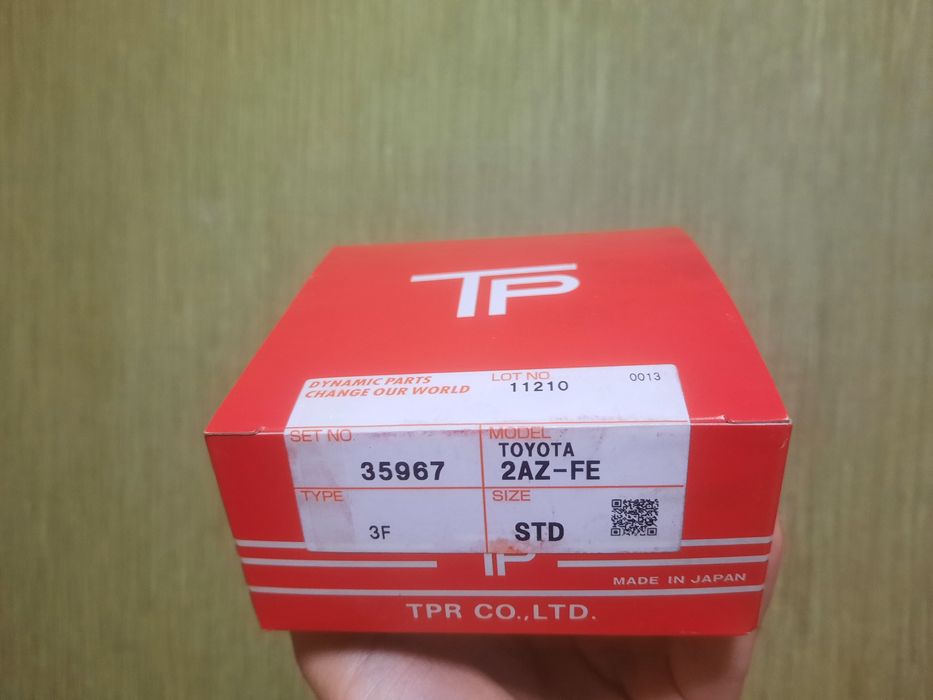 TP
DYNAMIC PARTS
CHANGE OUR WORLD
LOT NO.
11210
0013
SET NO.
35967
MODEL
TOYOTA
2AZ-FE
TYPE
3F
SIZE
STD
TP
MADE IN JAPAN
TPR CO.,LTD.